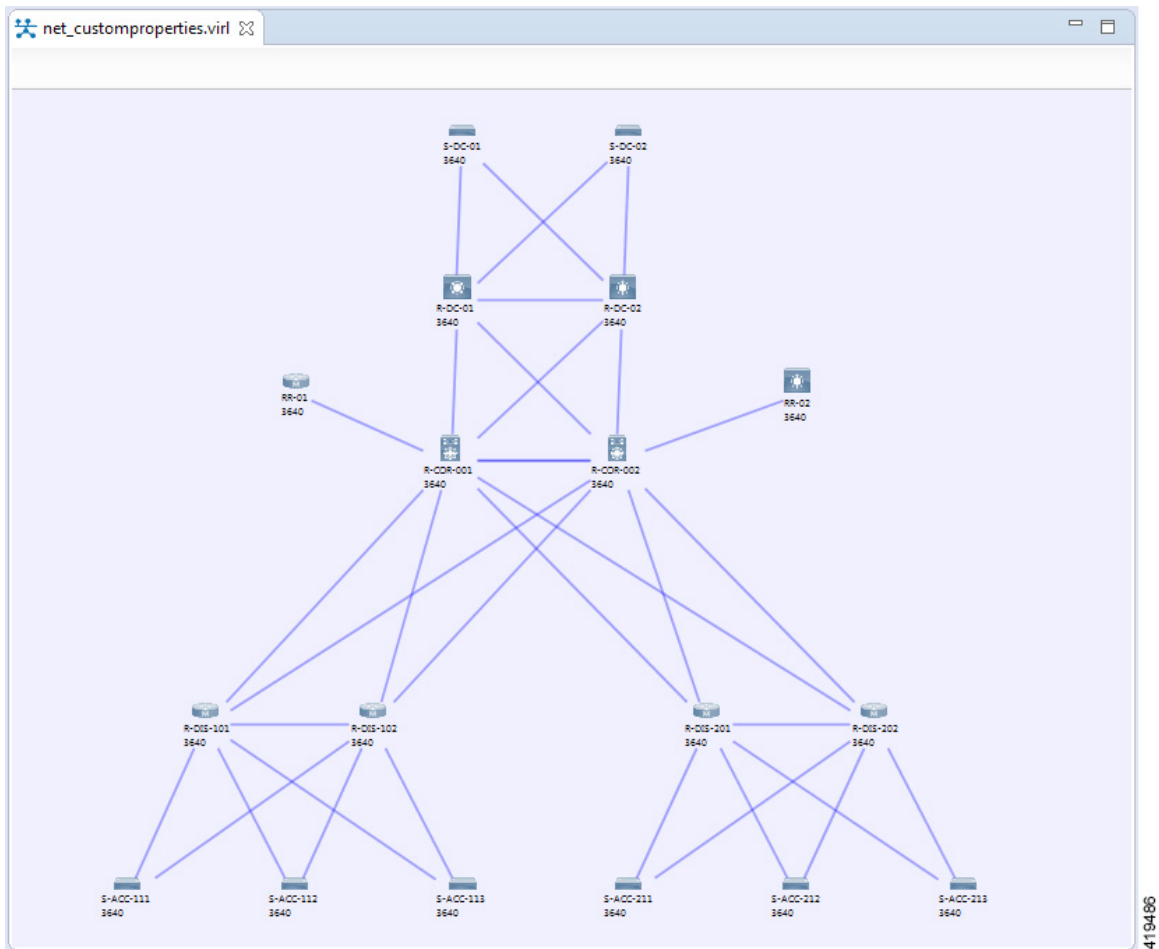 net_customproperties.virl
S-DC-01
3640
S-DC-02
3640
R-DC-01
3640
R-DC-02
3640
RR-01
3640
RR-02
3640
R-COR-001
3640
R-COR-002
3640
R-DIS-101
3640
R-DIS-102
3640
R-DIS-201
3640
R-DIS-202
3640
S-ACC-111
3640
S-ACC-112
3640
S-ACC-113
3640
S-ACC-211
3640
S-ACC-212
3640
S-ACC-213
3640
419486